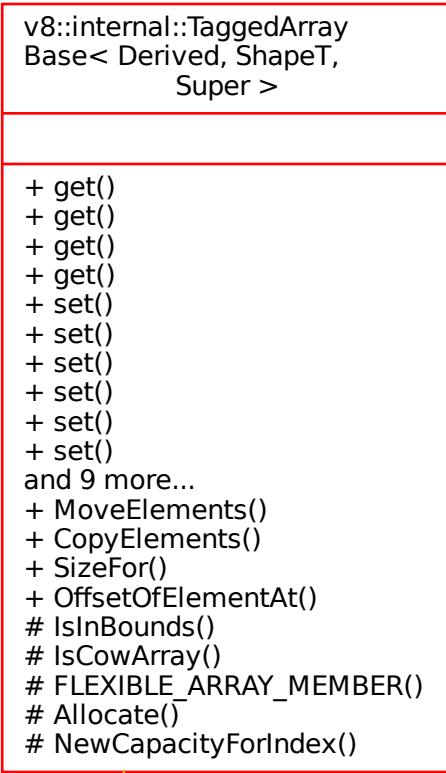 v8::internal::TaggedArray
Base< Derived, ShapeT,
Super >
+ get()
+ get()
+ get()
+ get()
+ set()
+ set()
+ set()
+ set()
+ set()
+ set()
and 9 more...
+ MoveElements()
+ CopyElements()
+ SizeFor()
+ OffsetOfElementAt()
# IsInBounds()
# IsCowArray()
# FLEXIBLE_ARRAY_MEMBER()
# Allocate()
# NewCapacityForIndex()